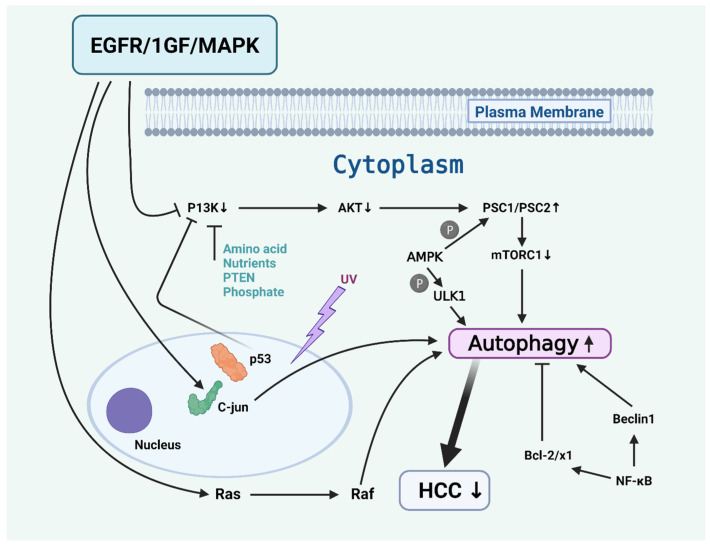 EGFR/1GF/MAPK
Plasma Membrane
Cytoplasm
P13K↓
AKT↓
PSC1/PSC2↑
P
Amino acid
Nutrients
PTEN
Phosphate
AMPK
mTORC1↓
P
ULK1
UV
p53
Autophagy↑
C-jun
Nucleus
Beclin1
Bcl-2/x1
NF-κB
Ras
Raf
HCC↓